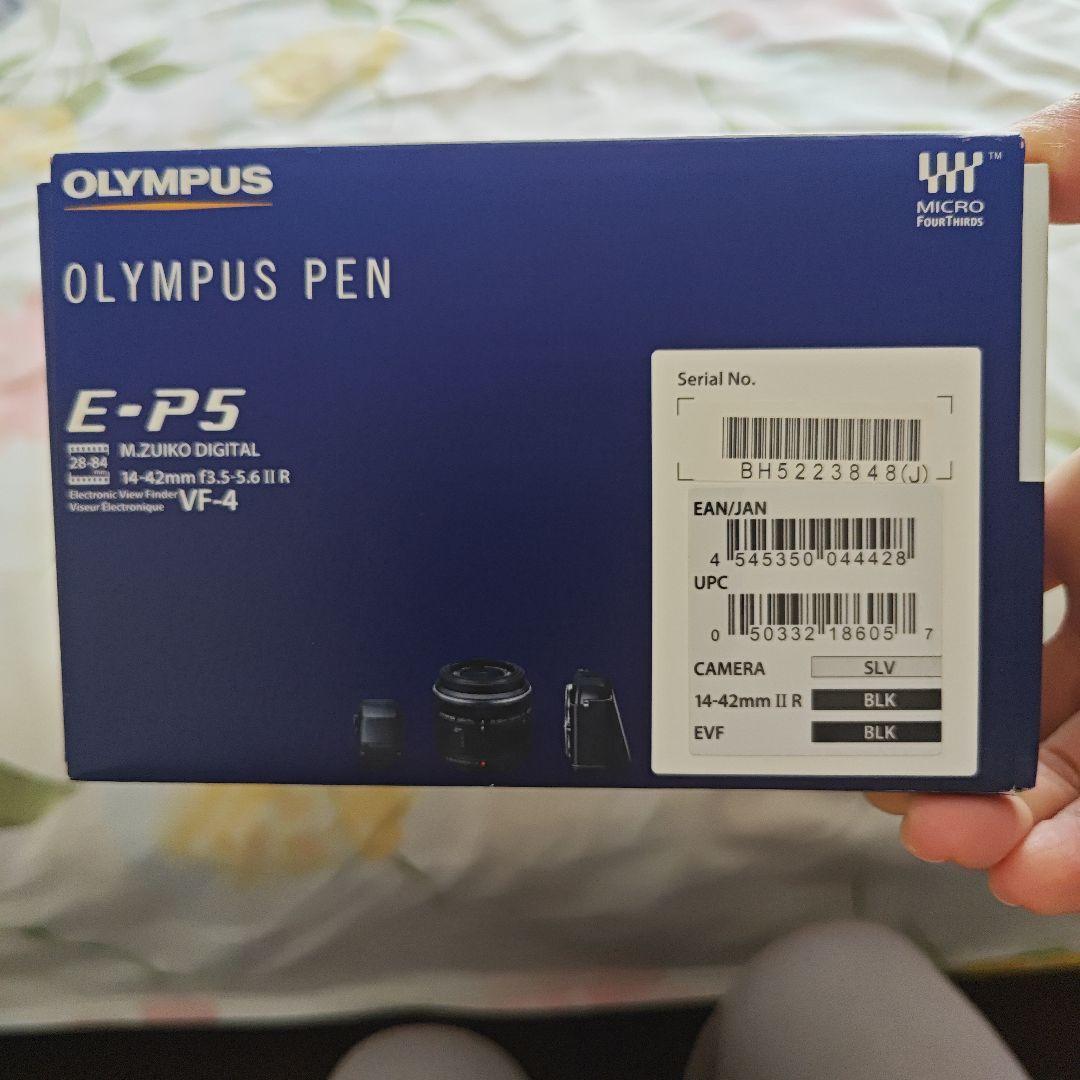 OLYMPUS
TM
MICRO
FOURTHIRDS
OLYMPUS PEN
E-P5
M.ZUIKO DIGITAL
28-84
mm
14-42mm f3.5-5.6 II R
Electronic View Finder
Viseur Électronique
VF-4
Serial No.
BH5223848(J)
EAN/JAN
4 545350 044428
UPC
0 50332 18605 7
CAMERA SLV
14-42mm II R BLK
EVF BLK